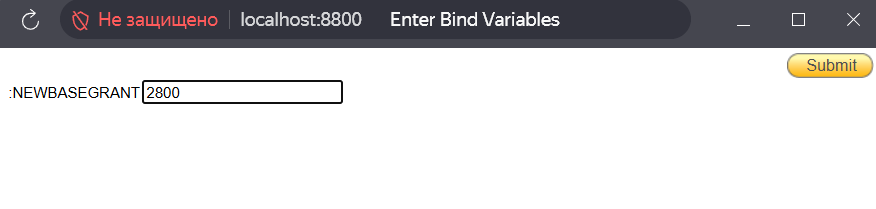 Не защищено localhost:8800 Enter Bind Variables
Submit
:NEWBASEGRANT 2800